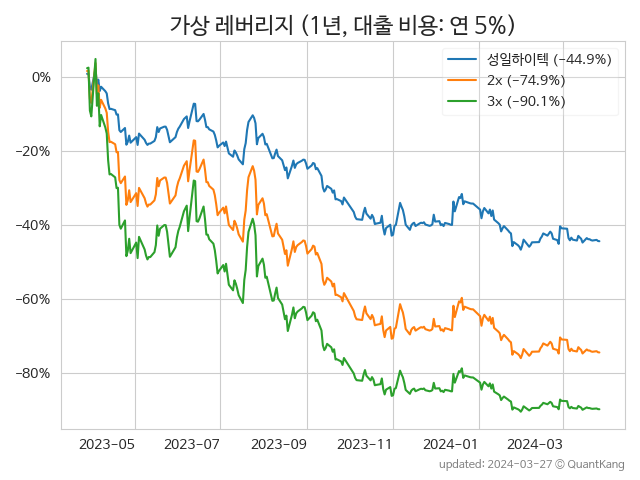 가상 레버리지 (1년, 대출 비용: 연 5%)
성일하이텍 (−44.9%)
2x (−74.9%)
3x (−90.1%)
0%
−20%
−40%
−60%
−80%
2023-05 2023-07 2023-09 2023-11 2024-01 2024-03
updated: 2024-03-27 © QuantKang